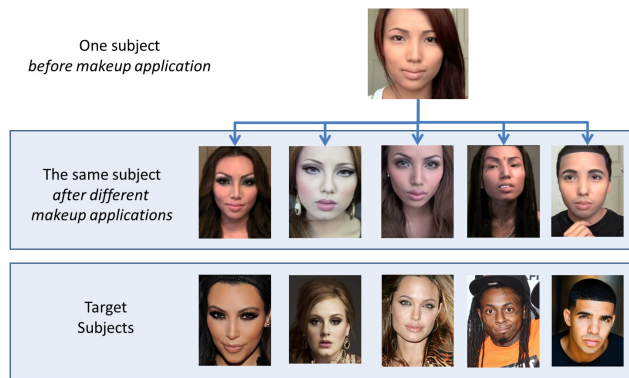 One subject
before makeup application
The same subject
after different
makeup applications
Target
Subjects